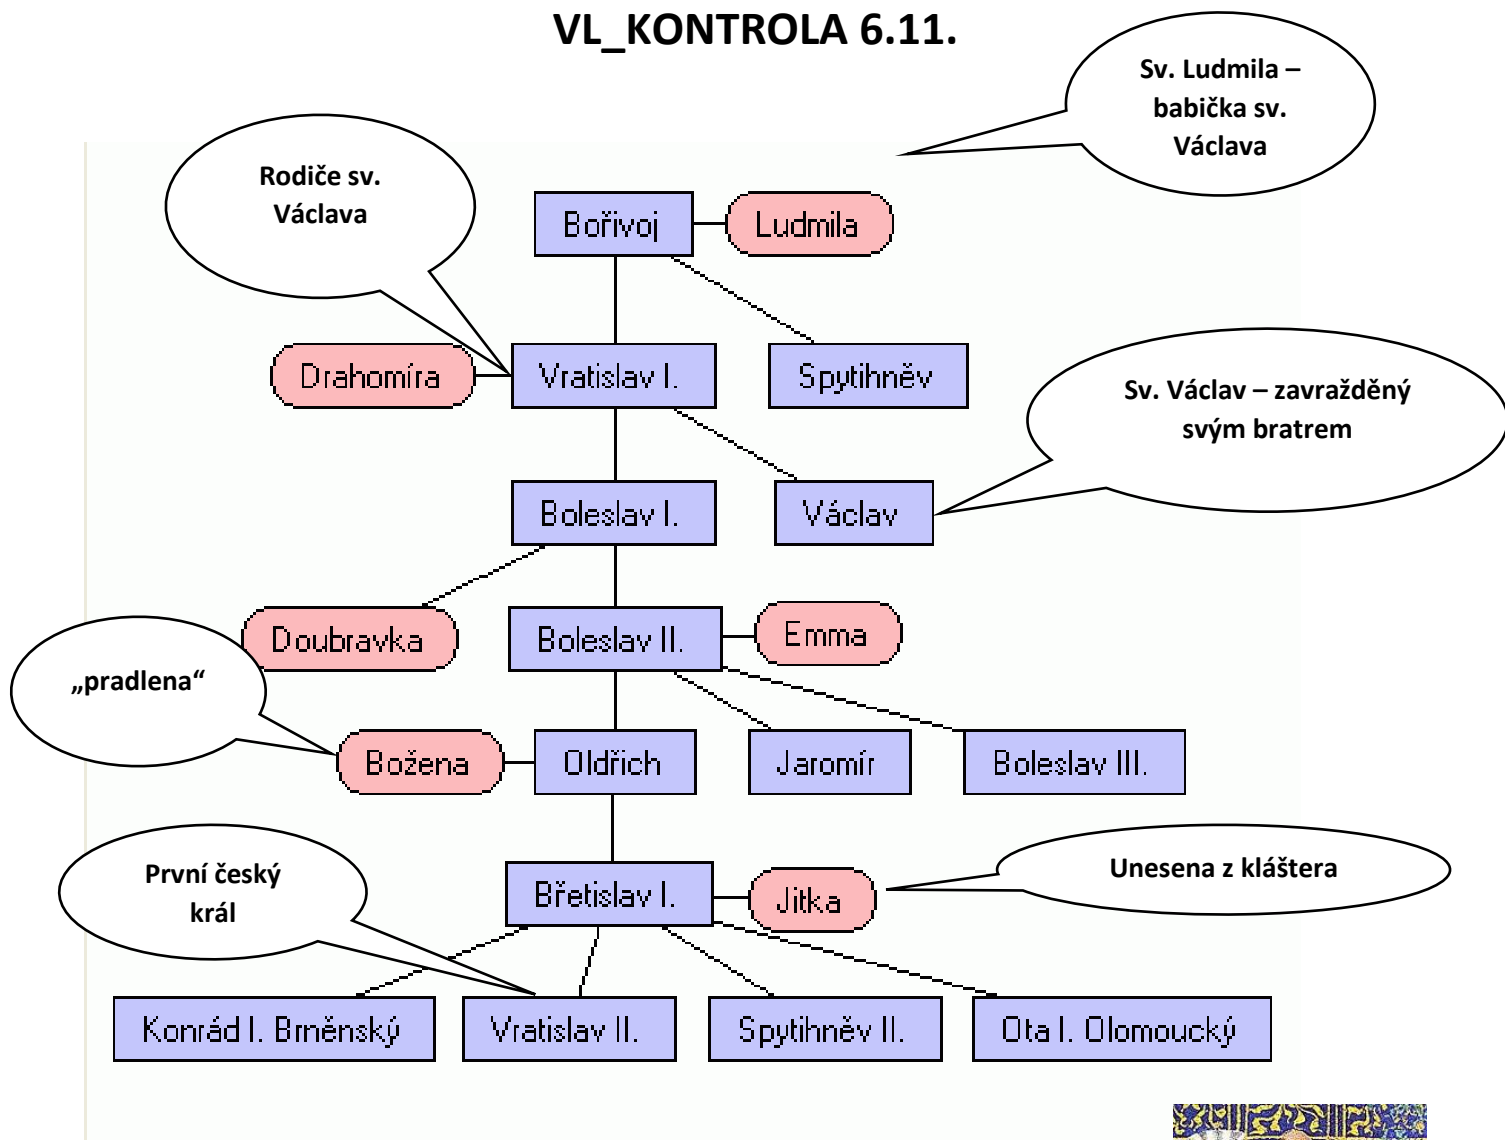 VL_KONTROLA 6.11.
Sv. Ludmila –
babička sv.
Václava
Rodiče sv.
Václava
Bořivoj
Ludmila
Drahomíra
Vratislav I.
Spytihněv
Sv. Václav – zavražděný
svým bratrem
Boleslav I.
Václav
Doubravka
Boleslav II.
Emma
„pradlena“
Božena
Oldřich
Jaromír
Boleslav III.
První český
král
Břetislav I.
Jitka
Unesena z kláštera
Konrád I. Brněnský
Vratislav II.
Spytihněv II.
Ota I. Olomoucký